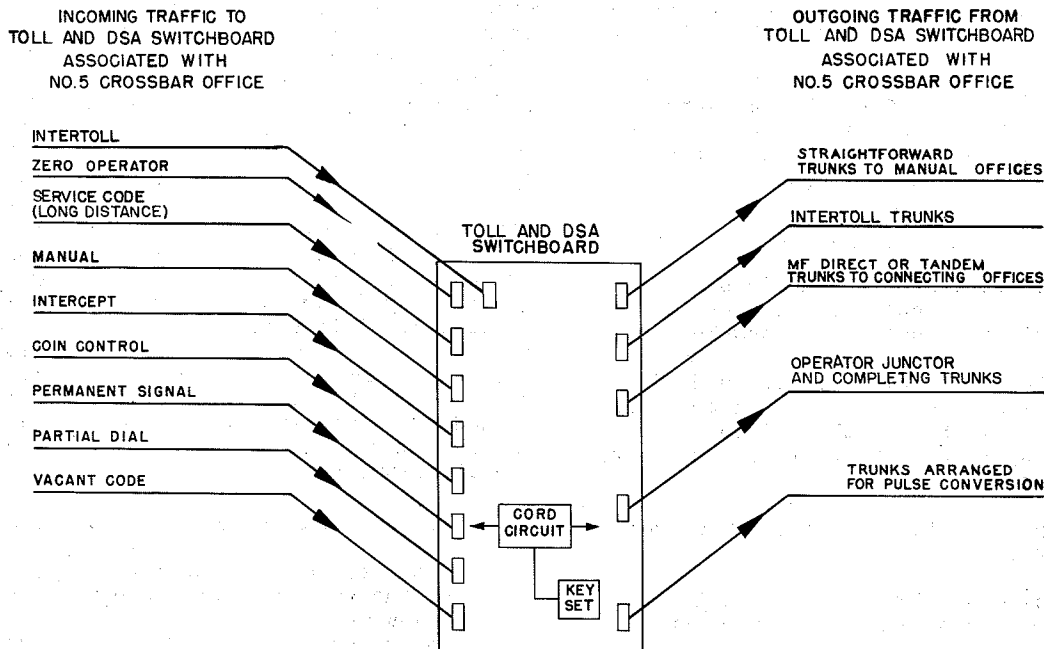 INCOMING TRAFFIC TO
TOLL AND DSA SWITCHBOARD
ASSOCIATED WITH
NO.5 CROSSBAR OFFICE
OUTGOING TRAFFIC FROM
TOLL AND DSA SWITCHBOARD
ASSOCIATED WITH
NO.5 CROSSBAR OFFICE
INTERTOLL
ZERO OPERATOR
SERVICE CODE
(LONG DISTANCE)
MANUAL
INTERCEPT
COIN CONTROL
PERMANENT SIGNAL
PARTIAL DIAL
VACANT CODE
TOLL AND DSA
SWITCHBOARD
CORD
CIRCUIT
KEY
SET
STRAIGHTFORWARD
TRUNKS TO MANUAL OFFICES
INTERTOLL TRUNKS
MF DIRECT OR TANDEM
TRUNKS TO CONNECTING OFFICES
OPERATOR JUNCTOR
AND COMPLETNG TRUNKS
TRUNKS ARRANGED
FOR PULSE CONVERSION